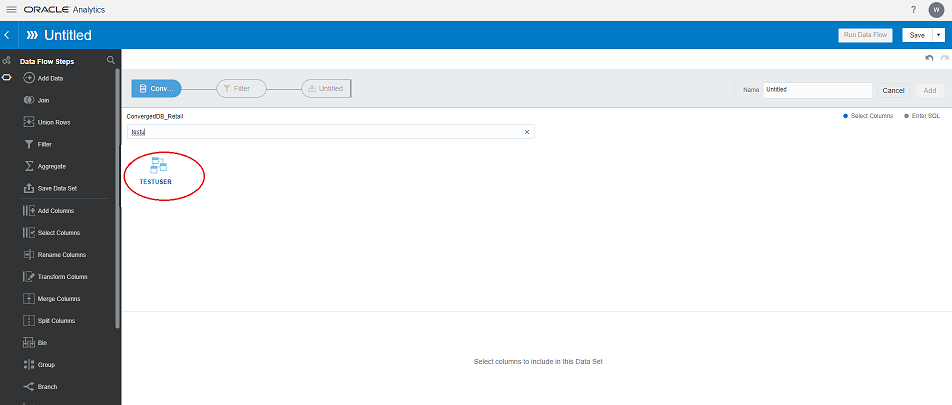 ORACLE Analytics
?
W
Untitled
Run Data Flow
Save
Data Flow Steps
Add Data
Join
Union Rows
Filter
Aggregate
Save Data Set
Add Columns
Select Columns
Rename Columns
Transform Column
Merge Columns
Split Columns
Bin
Group
Branch
Conv...
Filter
Untitled
Name
Untitled
Cancel
Add
ConvergedDB_Retail
Select Columns
Enter SQL
testu
TESTUSER
Select columns to include in this Data Set